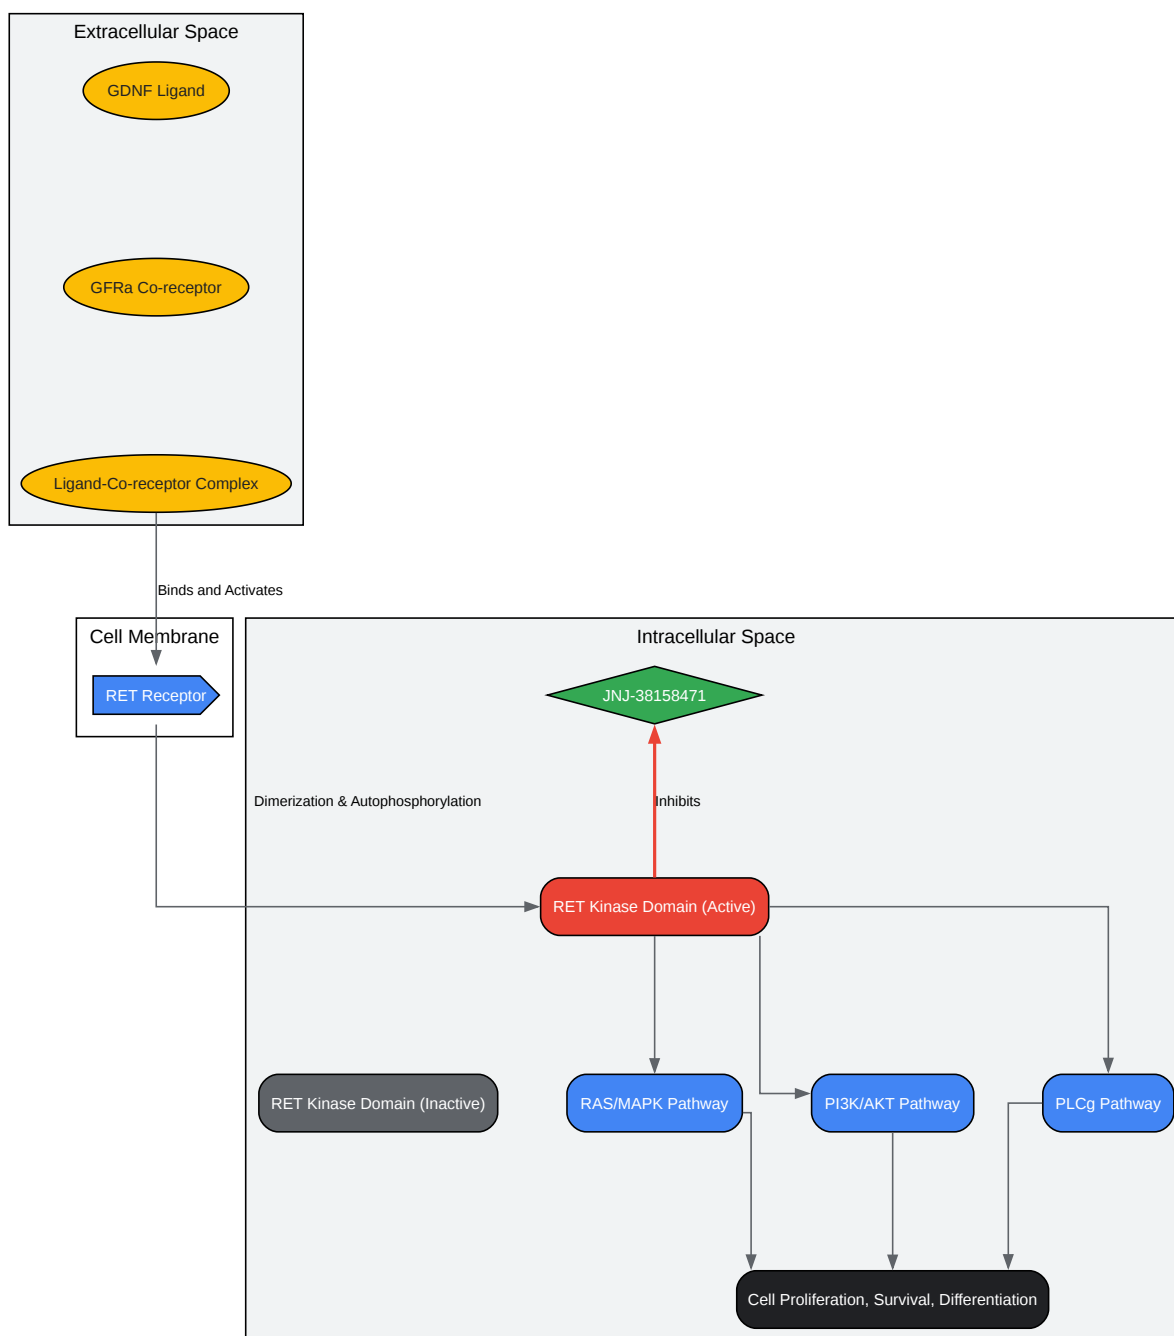 Extracellular Space
GDNF Ligand
GFRa Co-receptor
Ligand-Co-receptor Complex
Binds and Activates
Cell Membrane
RET Receptor
Intracellular Space
JNJ-38158471
Dimerization & Autophosphorylation
Inhibits
RET Kinase Domain (Active)
RET Kinase Domain (Inactive)
RAS/MAPK Pathway
PI3K/AKT Pathway
PLCg Pathway
Cell Proliferation, Survival, Differentiation